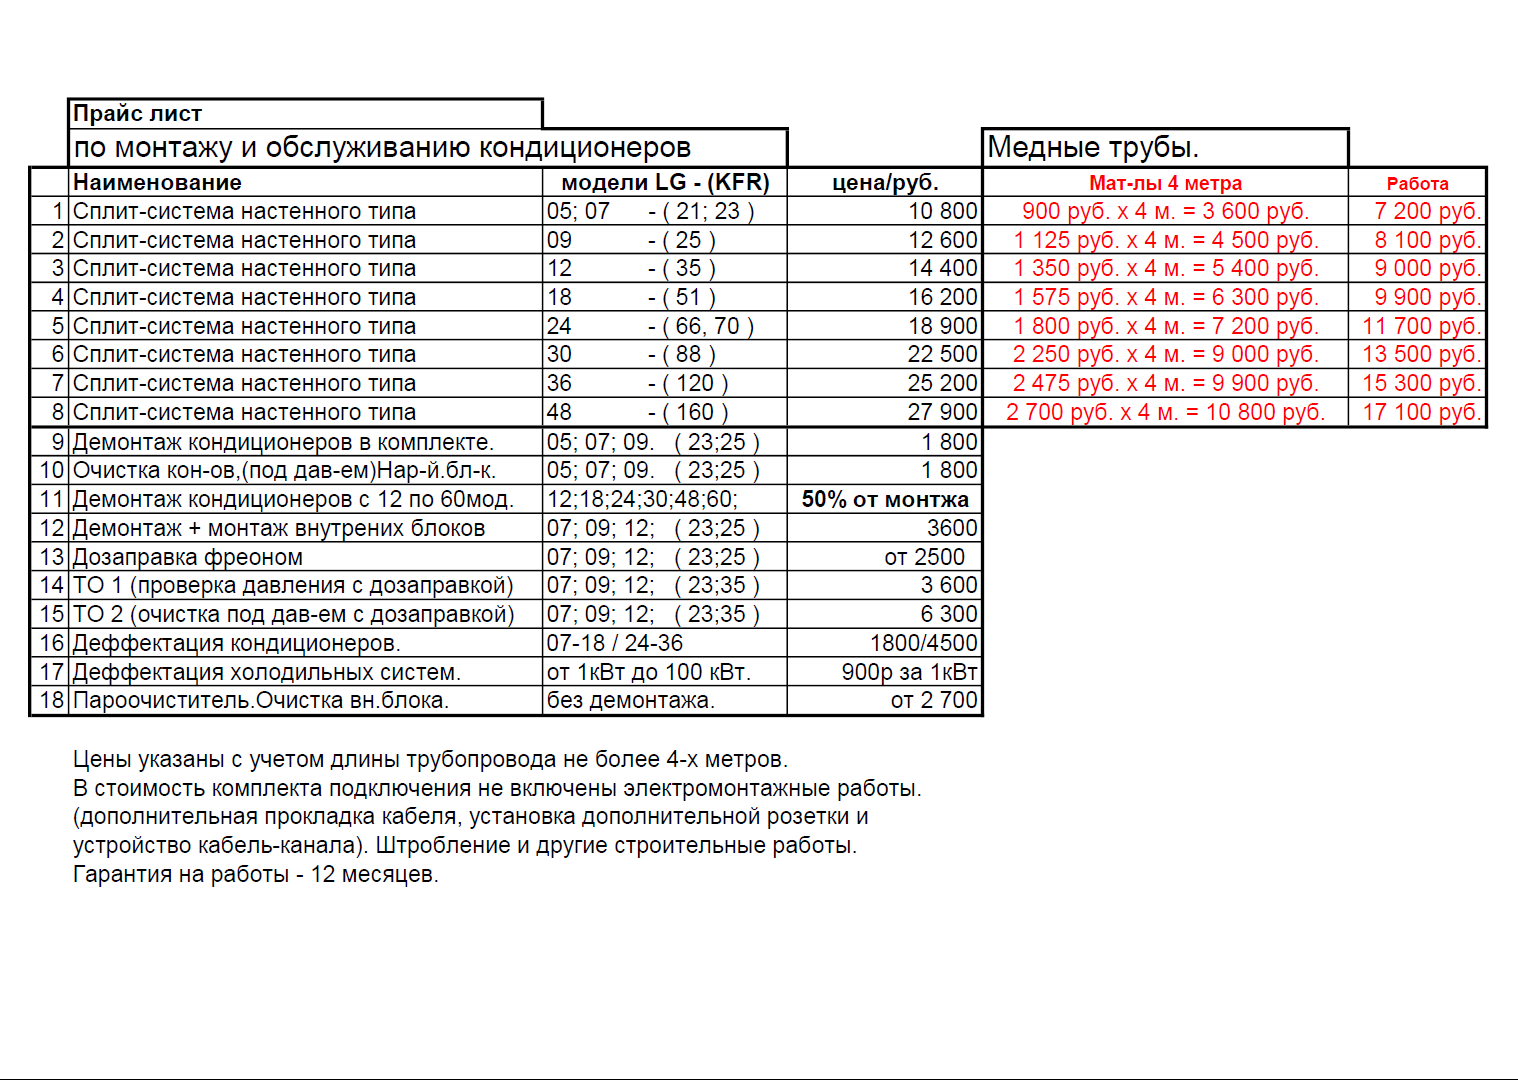 Прайс лист
по монтажу и обслуживанию кондиционеров Медные трубы.
Наименование модели LG - (KFR) цена/руб. Мат-лы 4 метра Работа
1 Сплит-система настенного типа 05; 07 - ( 21; 23 ) 10 800 900 руб. х 4 м. = 3 600 руб. 7 200 руб.
2 Сплит-система настенного типа 09 - ( 25 ) 12 600 1 125 руб. х 4 м. = 4 500 руб. 8 100 руб.
3 Сплит-система настенного типа 12 - ( 35 ) 14 400 1 350 руб. х 4 м. = 5 400 руб. 9 000 руб.
4 Сплит-система настенного типа 18 - ( 51 ) 16 200 1 575 руб. х 4 м. = 6 300 руб. 9 900 руб.
5 Сплит-система настенного типа 24 - ( 66, 70 ) 18 900 1 800 руб. х 4 м. = 7 200 руб. 11 700 руб.
6 Сплит-система настенного типа 30 - ( 88 ) 22 500 2 250 руб. х 4 м. = 9 000 руб. 13 500 руб.
7 Сплит-система настенного типа 36 - ( 120 ) 25 200 2 475 руб. х 4 м. = 9 900 руб. 15 300 руб.
8 Сплит-система настенного типа 48 - ( 160 ) 27 900 2 700 руб. х 4 м. = 10 800 руб. 17 100 руб.
9 Демонтаж кондиционеров в комплекте. 05; 07; 09. ( 23;25 ) 1 800
10 Очистка кон-ов,(под дав-ем)Нар-й.бл-к. 05; 07; 09. ( 23;25 ) 1 800
11 Демонтаж кондиционеров с 12 по 60мод. 12;18;24;30;48;60; 50% от монтжа
12 Демонтаж + монтаж внутрених блоков 07; 09; 12; ( 23;25 ) 3600
13 Дозаправка фреоном 07; 09; 12; ( 23;25 ) от 2500
14 ТО 1 (проверка давления с дозаправкой) 07; 09; 12; ( 23;35 ) 3 600
15 ТО 2 (очистка под дав-ем с дозаправкой) 07; 09; 12; ( 23;35 ) 6 300
16 Деффектация кондиционеров. 07-18 / 24-36 1800/4500
17 Деффектация холодильных систем. от 1кВт до 100 кВт. 900р за 1кВт
18 Пароочиститель.Очистка вн.блока. без демонтажа. от 2 700
Цены указаны с учетом длины трубопровода не более 4-х метров.
В стоимость комплекта подключения не включены электромонтажные работы.
(дополнительная прокладка кабеля, установка дополнительной розетки и
устройство кабель-канала). Штробление и другие строительные работы.
Гарантия на работы - 12 месяцев.